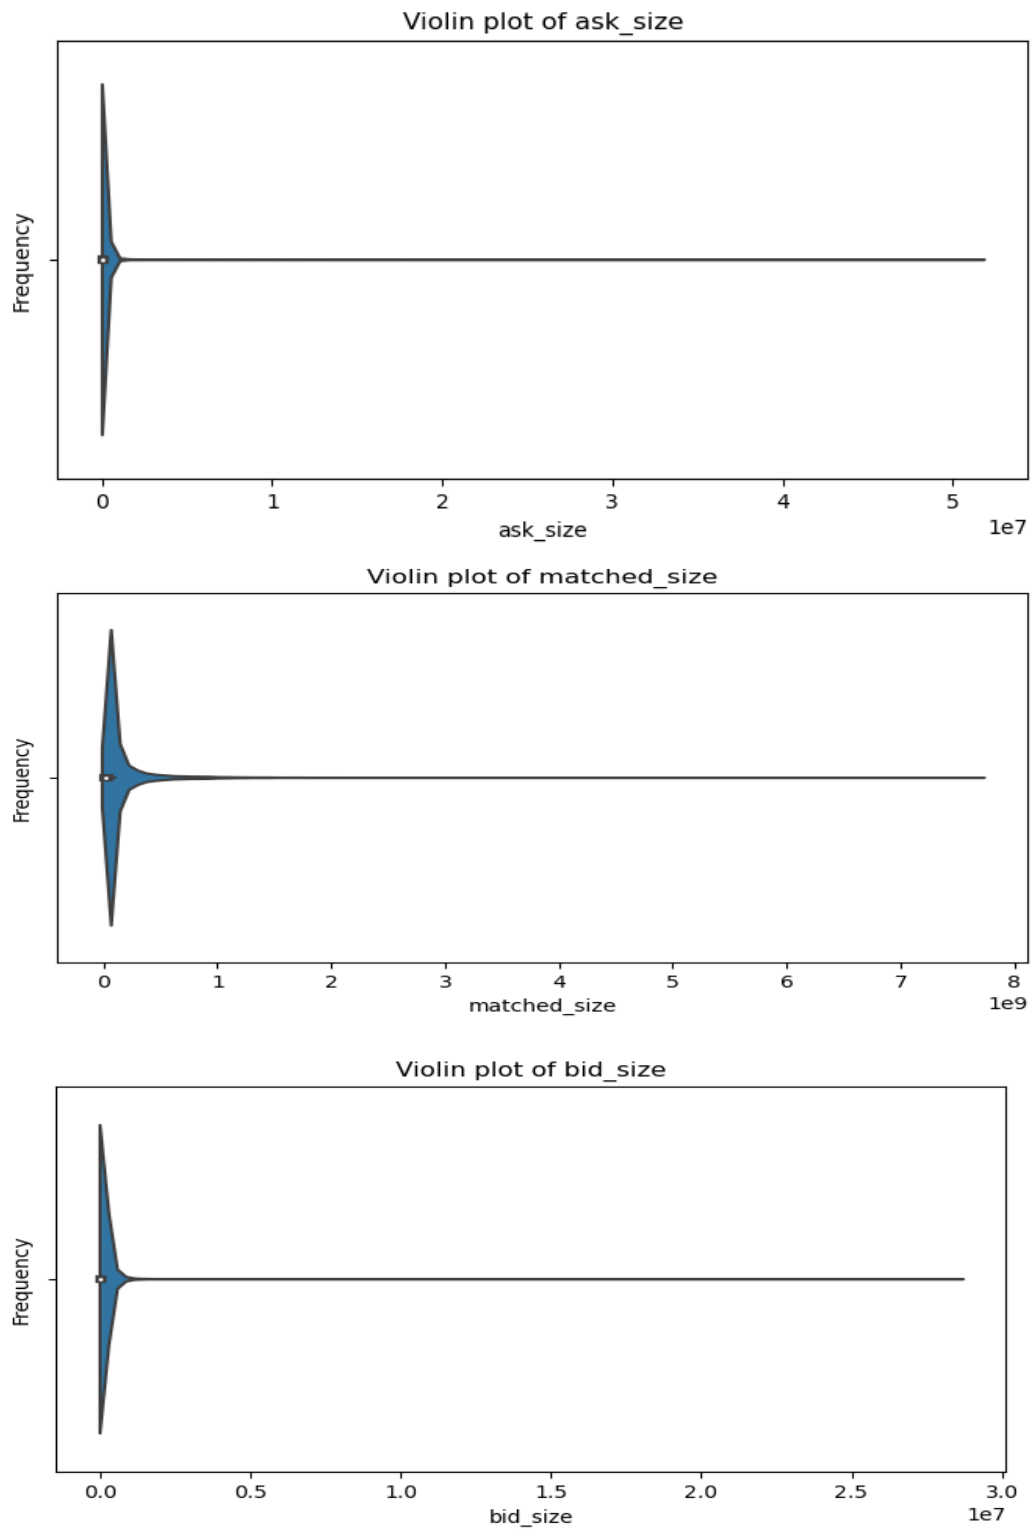 Violin plot of ask_size
Frequency
0 1 2 3 4 5
1e7
ask_size
Violin plot of matched_size
Frequency
0 1 2 3 4 5 6 7 8
1e9
matched_size
Violin plot of bid_size
Frequency
0.0 0.5 1.0 1.5 2.0 2.5 3.0
1e7
bid_size